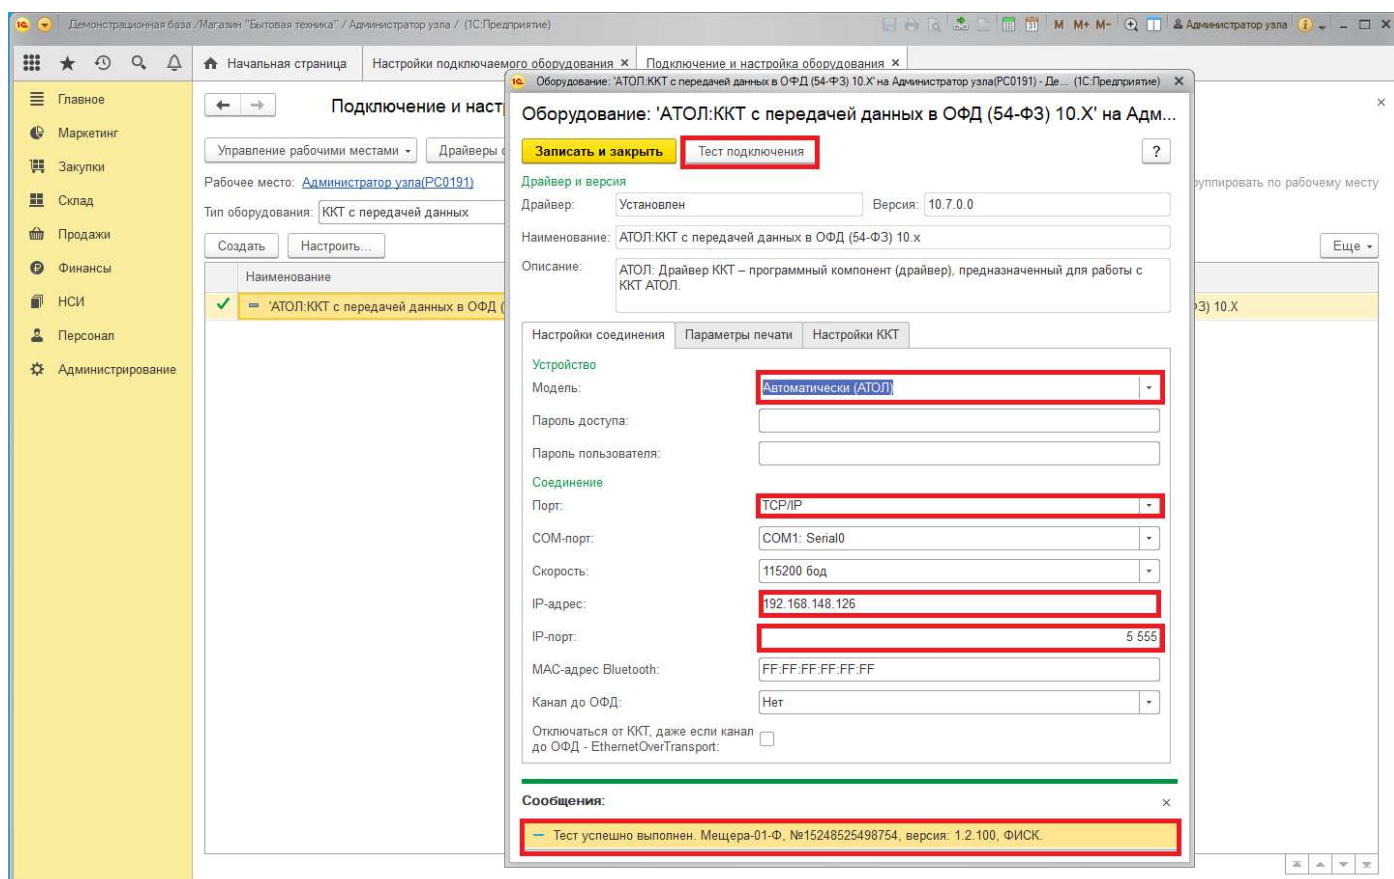 Демонстрационная база /Магазин "Бытовая техника" / Администратор узла / (1С:Предприятие)
M M+ M- Администратор узла
Начальная страница
Настройки подключаемого оборудования ×
Подключение и настройка оборудования ×
Главное
Маркетинг
Закупки
Склад
Продажи
Финансы
НСИ
Персонал
Администрирование
Подключение и наст
Управление рабочими местами
Драйверы
Рабочее место: Администратор узла(PC0191)
руппировать по рабочему месту
Тип оборудования: ККТ с передачей данных
Создать
Настроить...
Еще
Наименование
'АТОЛ:ККТ с передачей данных в ОФД (
ФЗ) 10.X
Оборудование: 'АТОЛ:ККТ с передачей данных в ОФД (54-ФЗ) 10.X' на Администратор узла(PC0191) - Де... (1С:Предприятие)
Оборудование: 'АТОЛ:ККТ с передачей данных в ОФД (54-ФЗ) 10.X' на Адм...
Записать и закрыть
Тест подключения
?
Драйвер и версия
Драйвер: Установлен
Версия: 10.7.0.0
Наименование: АТОЛ:ККТ с передачей данных в ОФД (54-ФЗ) 10.x
Описание: АТОЛ: Драйвер ККТ – программный компонент (драйвер), предназначенный для работы с
ККТ АТОЛ.
Настройки соединения
Параметры печати
Настройки ККТ
Устройство
Модель: Автоматически (АТОЛ)
Пароль доступа:
Пароль пользователя:
Соединение
Порт: TCP/IP
COM-порт: COM1: Serial0
Скорость: 115200 бод
IP-адрес: 192.168.148.126
IP-порт: 5 555
MAC-адрес Bluetooth: FF:FF:FF:FF:FF:FF
Канал до ОФД: Нет
Отключаться от ККТ, даже если канал
до ОФД - EthernetOverTransport:
Сообщения:
Тест успешно выполнен. Мещера-01-Ф, №15248525498754, версия: 1.2.100, ФИСК.